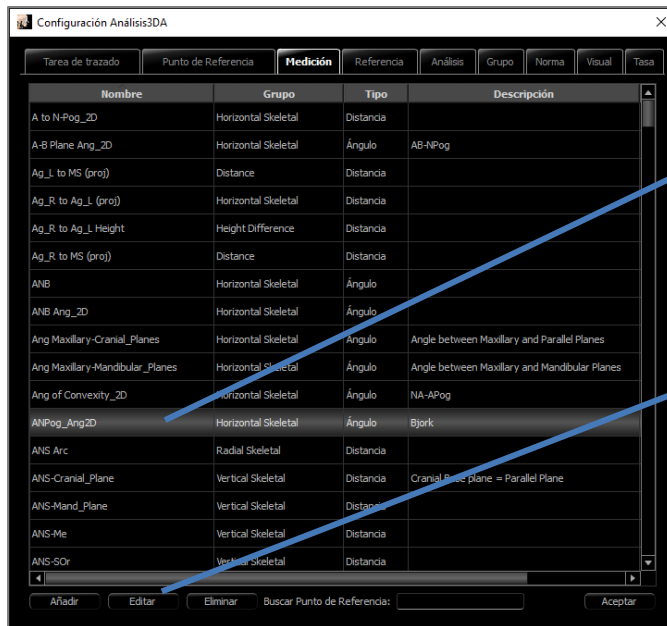 Configuración Análisis3DA
Tarea de trazado Punto de Referencia Medición Referencia Análisis Grupo Norma Visual Tasa
Nombre Grupo Tipo Descripción
A to N-Pog_2D Horizontal Skeletal Distancia
A-B Plane Ang_2D Horizontal Skeletal Ángulo AB-NPog
Ag_L to MS (proj) Distance Distancia
Ag_R to Ag_L (proj) Horizontal Skeletal Distancia
Ag_R to Ag_L Height Height Difference Distancia
Ag_R to MS (proj) Distance Distancia
ANB Horizontal Skeletal Ángulo
ANB Ang_2D Horizontal Skeletal Ángulo
Ang Maxillary-Cranial_Planes Horizontal Skeletal Ángulo Angle between Maxillary and Parallel Planes
Ang Maxillary-Mandibular_Planes Horizontal Skeletal Ángulo Angle between Maxillary and Mandibular Planes
Ang of Convexity_2D Horizontal Skeletal Ángulo NA-APog
ANPog_Ang2D Horizontal Skeletal Ángulo Bjork
ANS Arc Radial Skeletal Distancia
ANS-Cranial_Plane Vertical Skeletal Distancia Cranial Base plane = Parallel Plane
ANS-Mand_Plane Vertical Skeletal Distancia
ANS-Me Vertical Skeletal Distancia
ANS-SOr Vertical Skeletal Distancia
Añadir Editar Eliminar Buscar Punto de Referencia: Aceptar